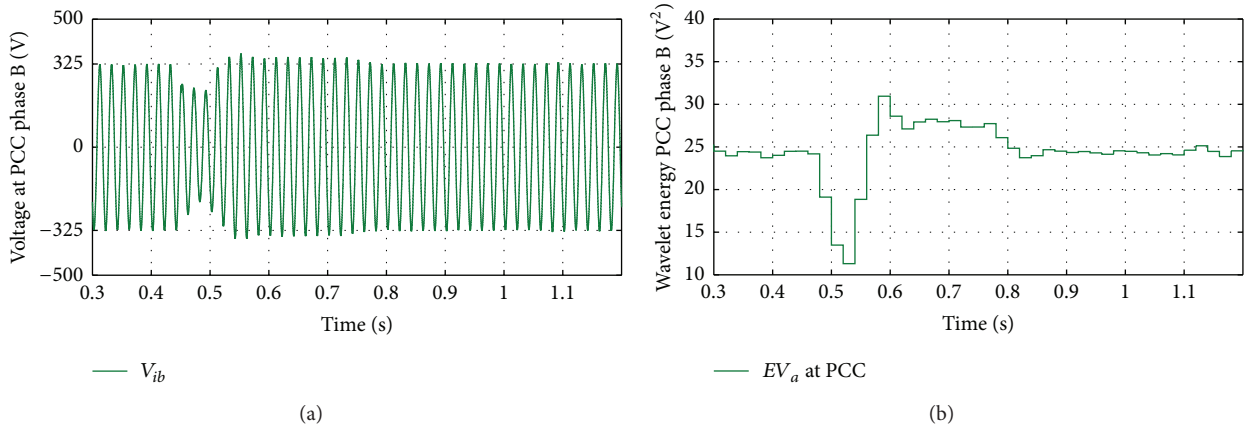 Voltage at PCC phase B (V)
500
325
0
−325
−500
0.3 0.4 0.5 0.6 0.7 0.8 0.9 1 1.1
Time (s)
V_ib
(a)
Wavelet energy PCC phase B (V²)
40
35
30
25
20
15
10
0.3 0.4 0.5 0.6 0.7 0.8 0.9 1 1.1
Time (s)
EV_a at PCC
(b)